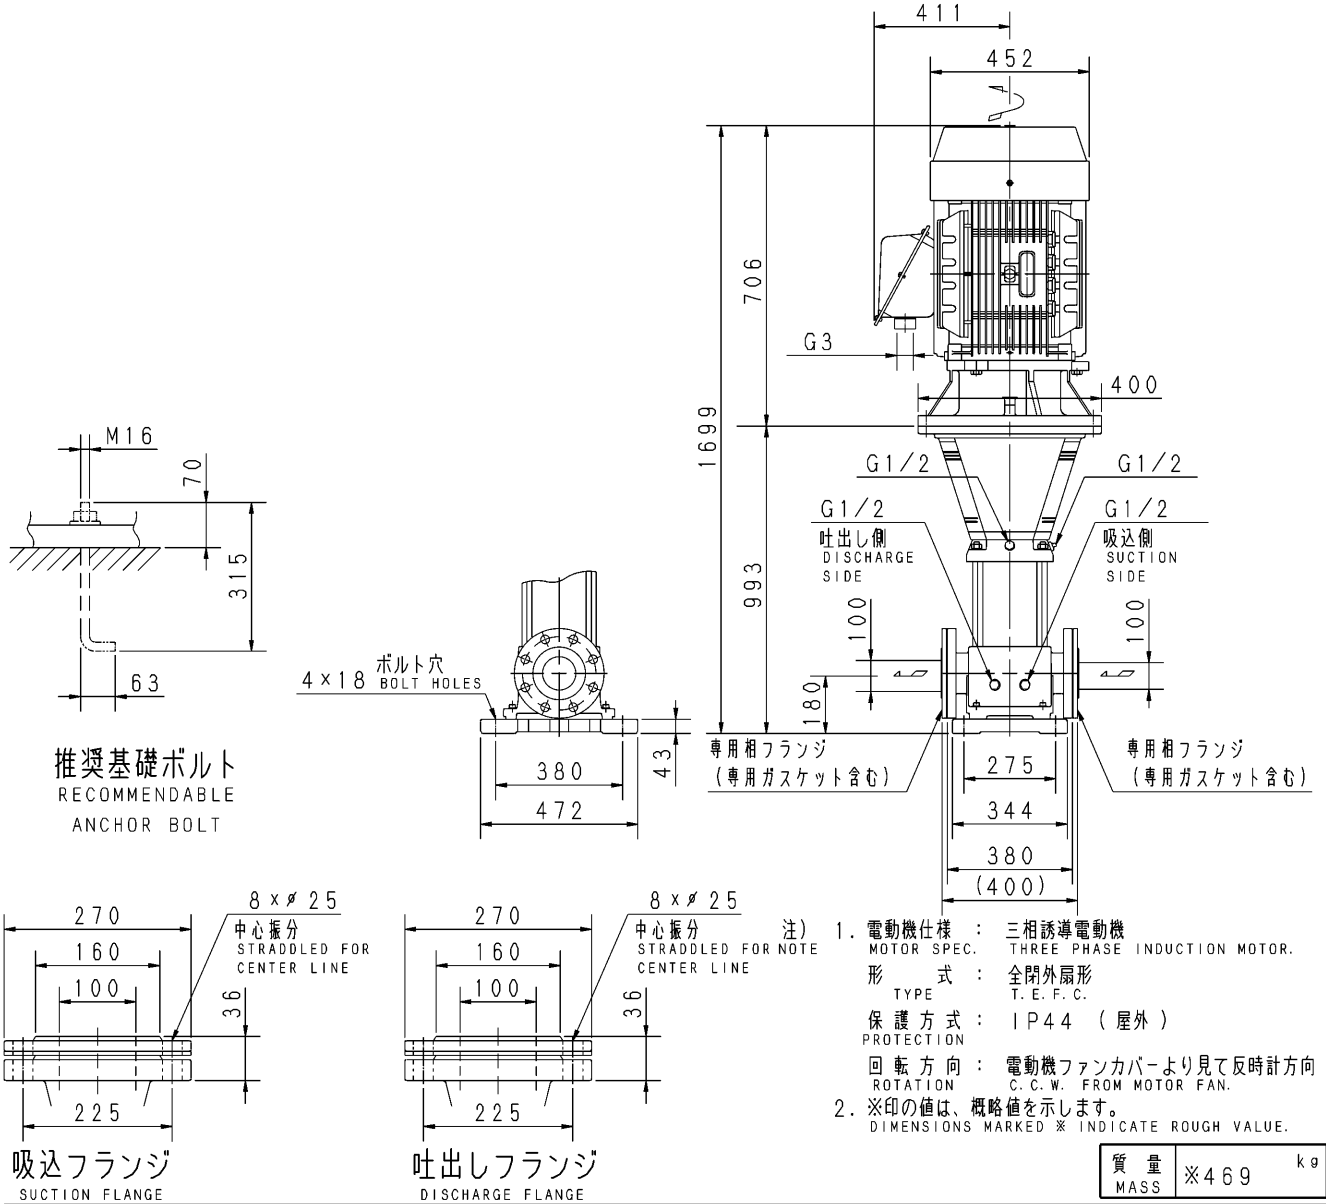 411
452
706
G3
400
1699
G1/2
G1/2
G1/2
吐出し側
DISCHARGE
SIDE
G1/2
吸込側
SUCTION
SIDE
993
100
100
180
専用相フランジ
(専用ガスケット含む)
専用相フランジ
(専用ガスケット含む)
275
344
380
(400)
M16
70
315
63
推奨基礎ボルト
RECOMMENDABLE
ANCHOR BOLT
4×18 ボルト穴
BOLT HOLES
43
380
472
270
8×ø25
中心振分
STRADDLED FOR
CENTER LINE
160
100
36
225
吸込フランジ
SUCTION FLANGE
270
8×ø25
中心振分
STRADDLED FOR
CENTER LINE
160
100
36
225
吐出しフランジ
DISCHARGE FLANGE
注)
NOTE
1. 電動機仕様 : 三相誘導電動機
MOTOR SPEC. THREE PHASE INDUCTION MOTOR.
形 式 : 全閉外扇形
TYPE T.E.F.C.
保護方式 : IP44 (屋外)
PROTECTION
回転方向 : 電動機ファンカバーより見て反時計方向
ROTATION C.C.W. FROM MOTOR FAN.
2. ※印の値は、概略値を示します。
DIMENSIONS MARKED ※ INDICATE ROUGH VALUE.
質量
MASS
※469 kg